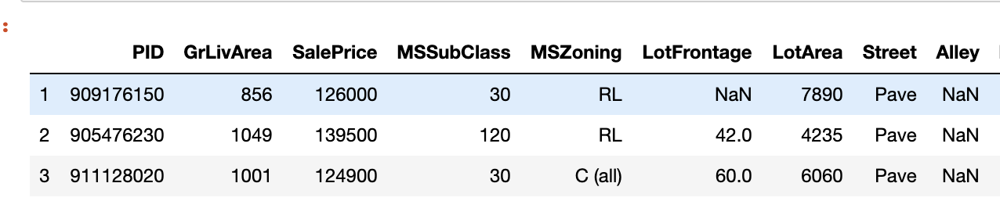 :
PID GrLivArea SalePrice MSSubClass MSZoning LotFrontage LotArea Street Alley
1 909176150 856 126000 30 RL NaN 7890 Pave NaN
2 905476230 1049 139500 120 RL 42.0 4235 Pave NaN
3 911128020 1001 124900 30 C (all) 60.0 6060 Pave NaN